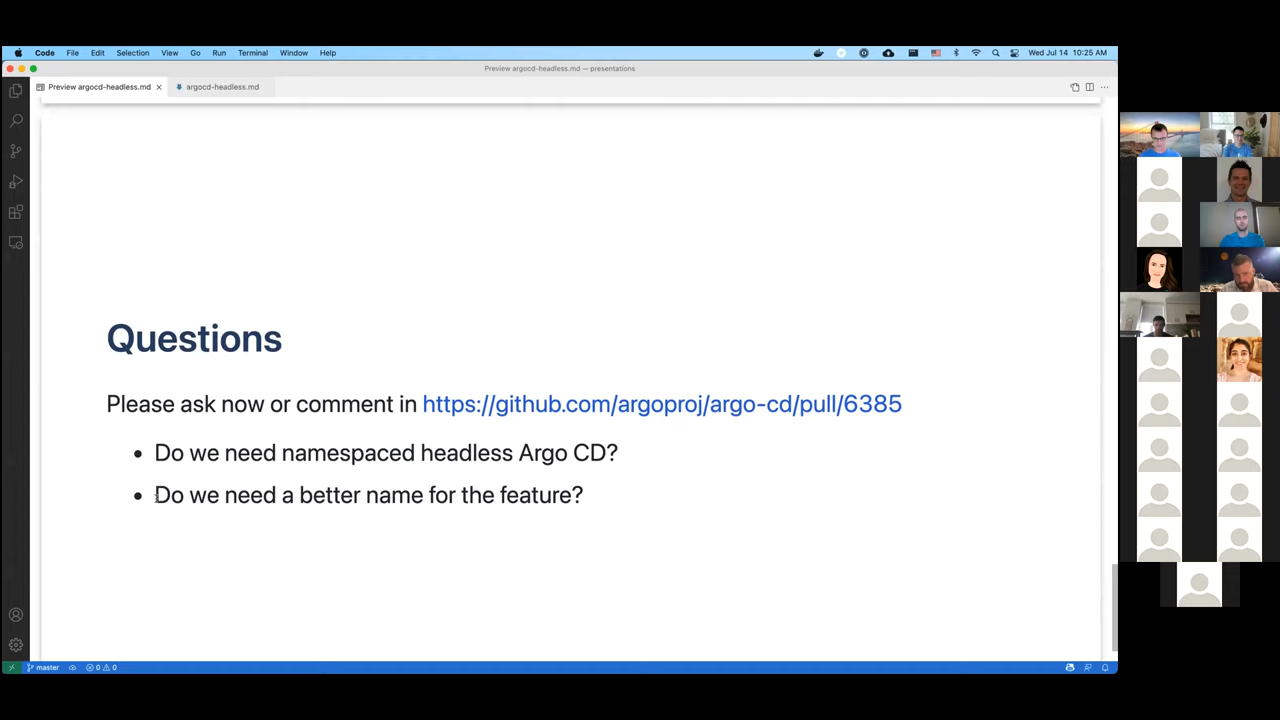 Code File Edit Selection View Go Run Terminal Window Help Wed Jul 14 10:25 AM
Preview argocd-headless.md — presentations
Preview argocd-headless.md argocd-headless.md
Questions
Please ask now or comment in https://github.com/argoproj/argo-cd/pull/6385
• Do we need namespaced headless Argo CD?
• Do we need a better name for the feature?
master 0 0